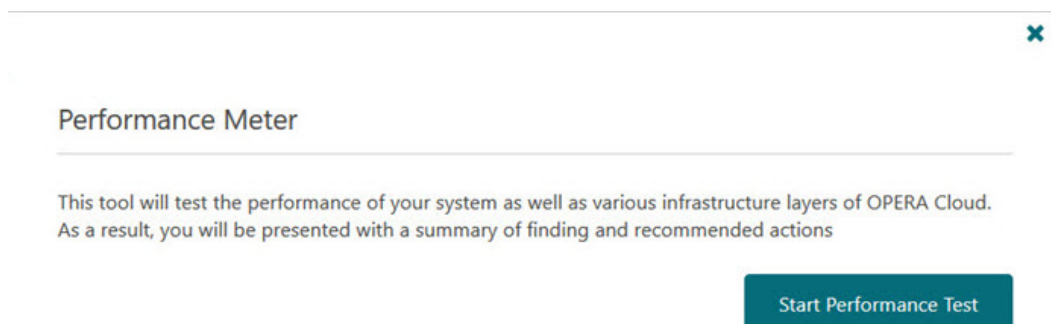 Performance Meter
This tool will test the performance of your system as well as various infrastructure layers of OPERA Cloud.
As a result, you will be presented with a summary of finding and recommended actions
Start Performance Test